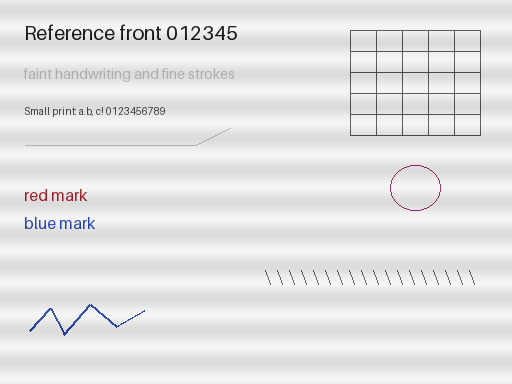 Reference front 012345
faint handwriting and fine strokes
Small print a.b, c! 0123456789
red mark
blue mark